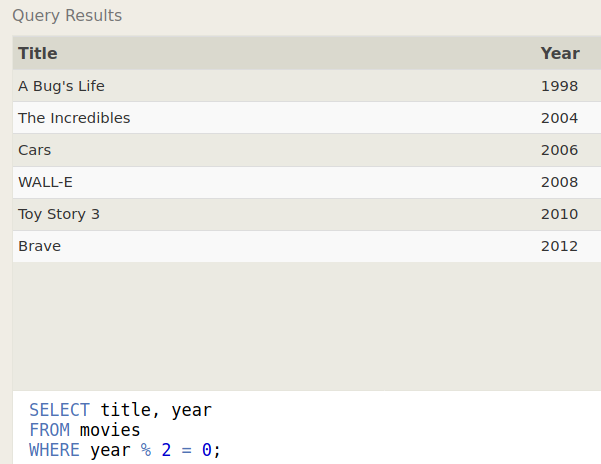 Query Results
Title Year
A Bug's Life 1998
The Incredibles 2004
Cars 2006
WALL-E 2008
Toy Story 3 2010
Brave 2012
SELECT title, year
FROM movies
WHERE year % 2 = 0;